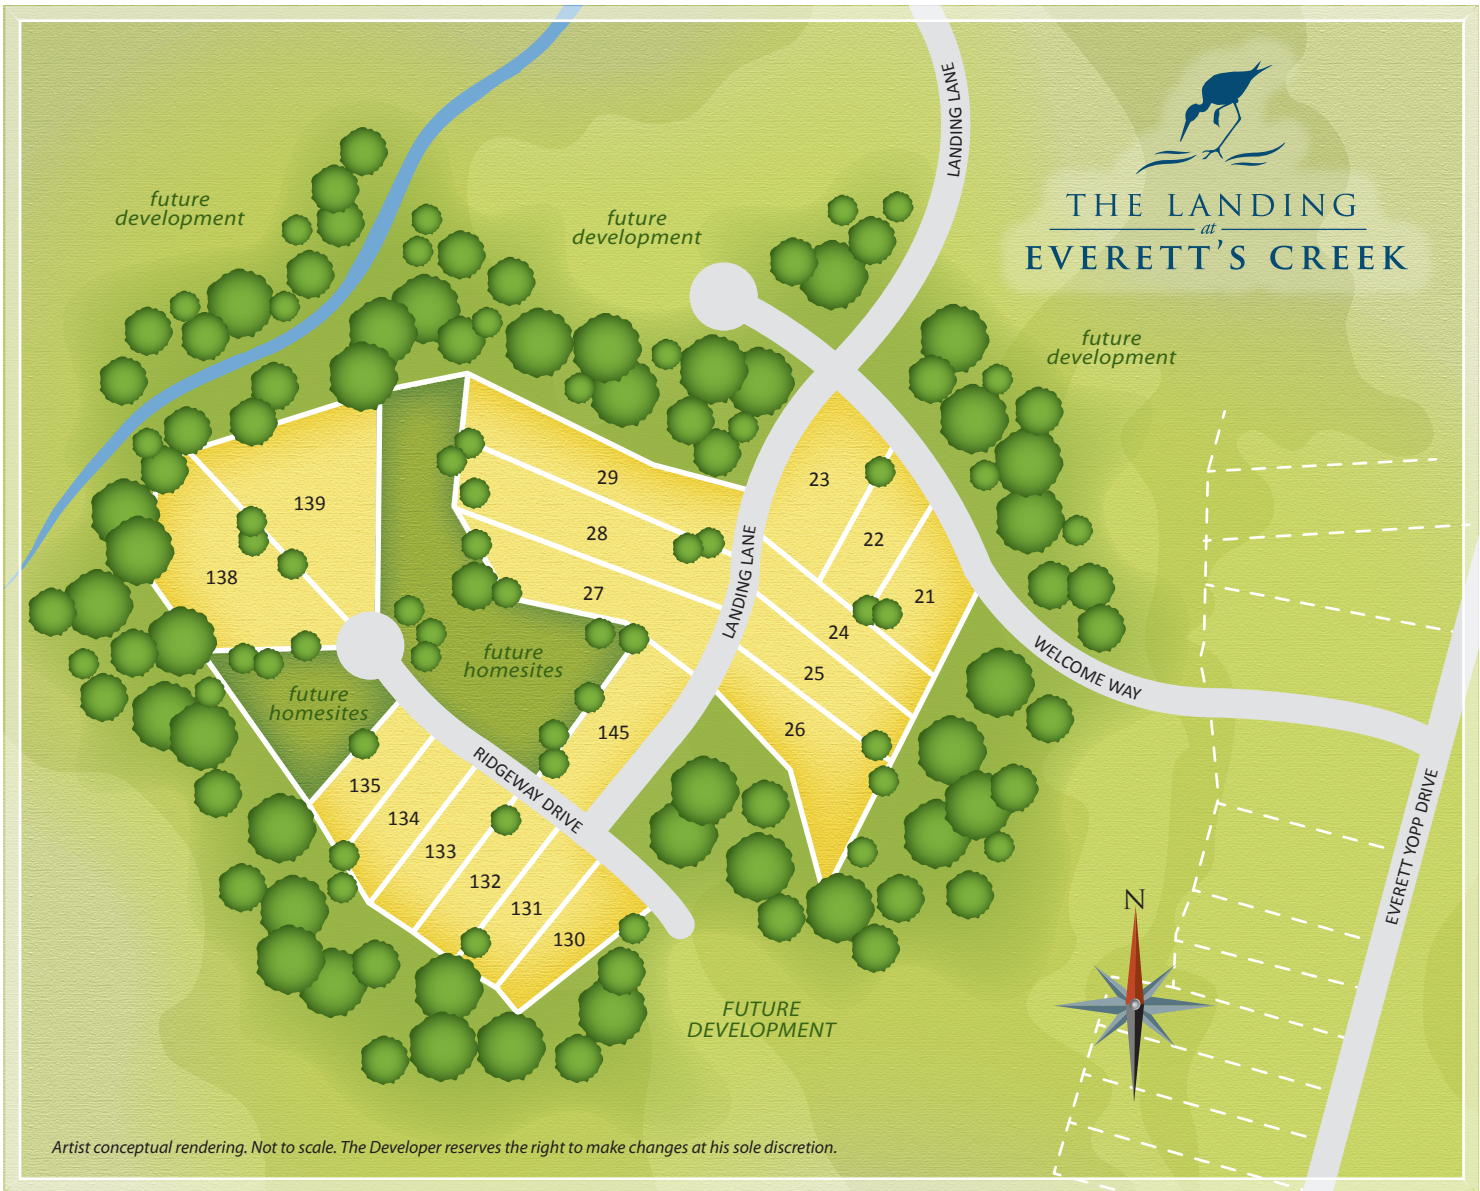 LANDING LANE
THE LANDING
at
EVERETT'S CREEK
future
development
future
development
future
development
29
23
139
28
22
138
27
21
LANDING LANE
24
future
homesites
WELCOME WAY
25
future
homesites
26
145
RIDGEWAY DRIVE
135
134
EVERETT YOPP DRIVE
133
132
131
N
130
FUTURE
DEVELOPMENT
Artist conceptual rendering. Not to scale. The Developer reserves the right to make changes at his sole discretion.